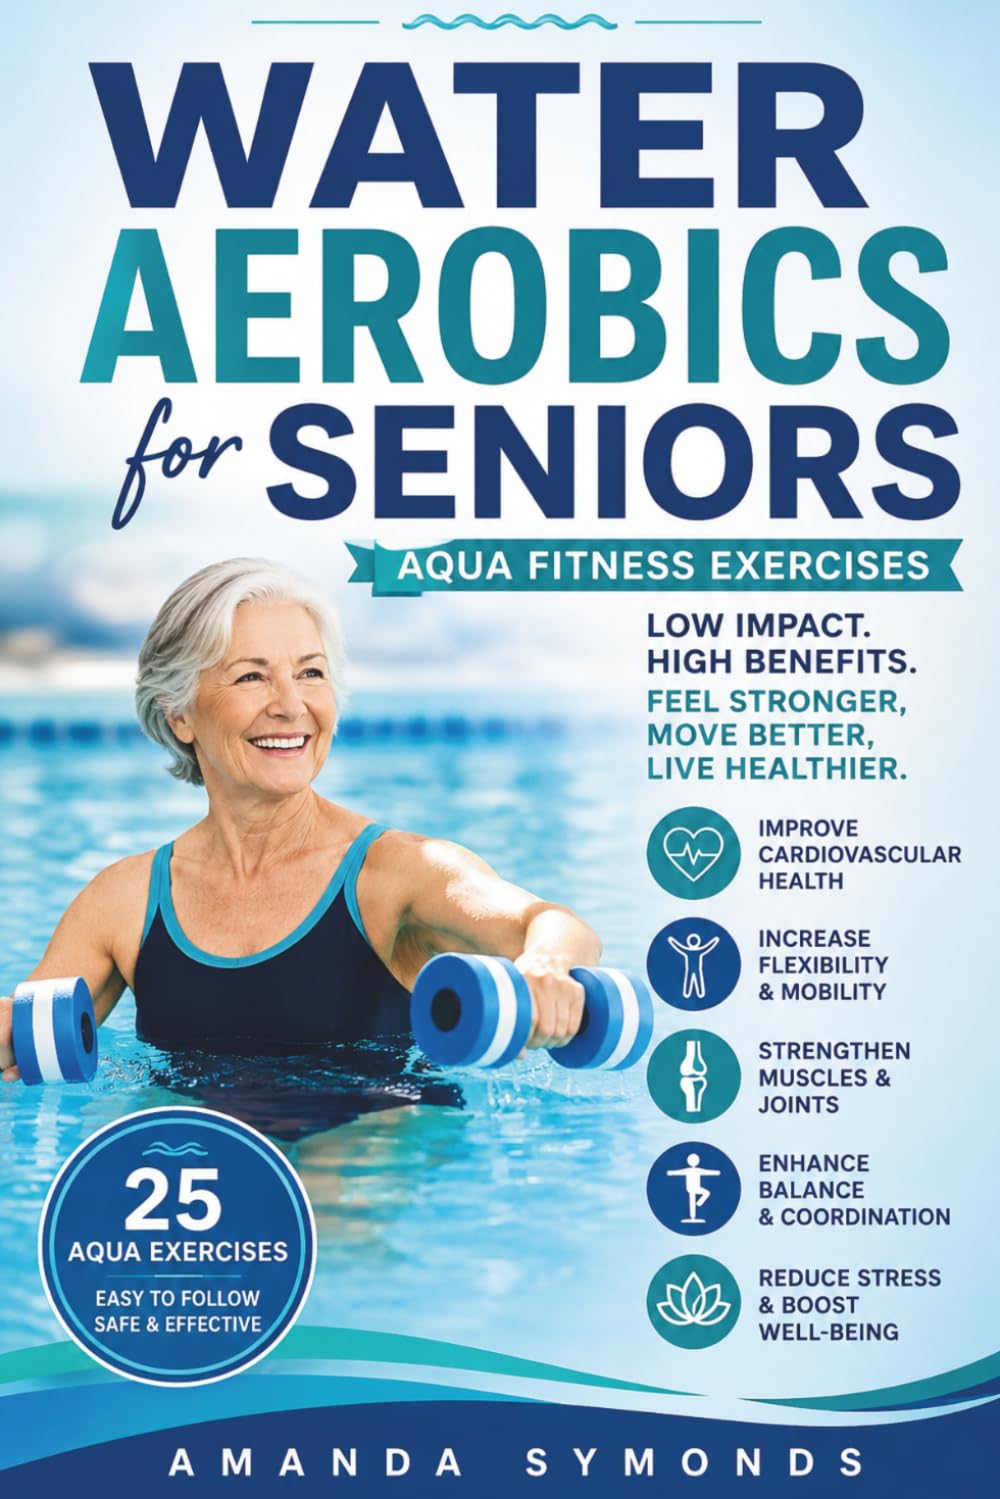 WATER
AEROBICS
for SENIORS
AQUA FITNESS EXERCISES
LOW IMPACT.
HIGH BENEFITS.
FEEL STRONGER,
MOVE BETTER,
LIVE HEALTHIER.
IMPROVE
CARDIOVASCULAR
HEALTH
INCREASE
FLEXIBILITY
& MOBILITY
STRENGTHEN
MUSCLES &
JOINTS
ENHANCE
BALANCE
& COORDINATION
REDUCE STRESS
& BOOST
WELL-BEING
25
AQUA EXERCISES
EASY TO FOLLOW
SAFE & EFFECTIVE
AMANDA SYMONDS